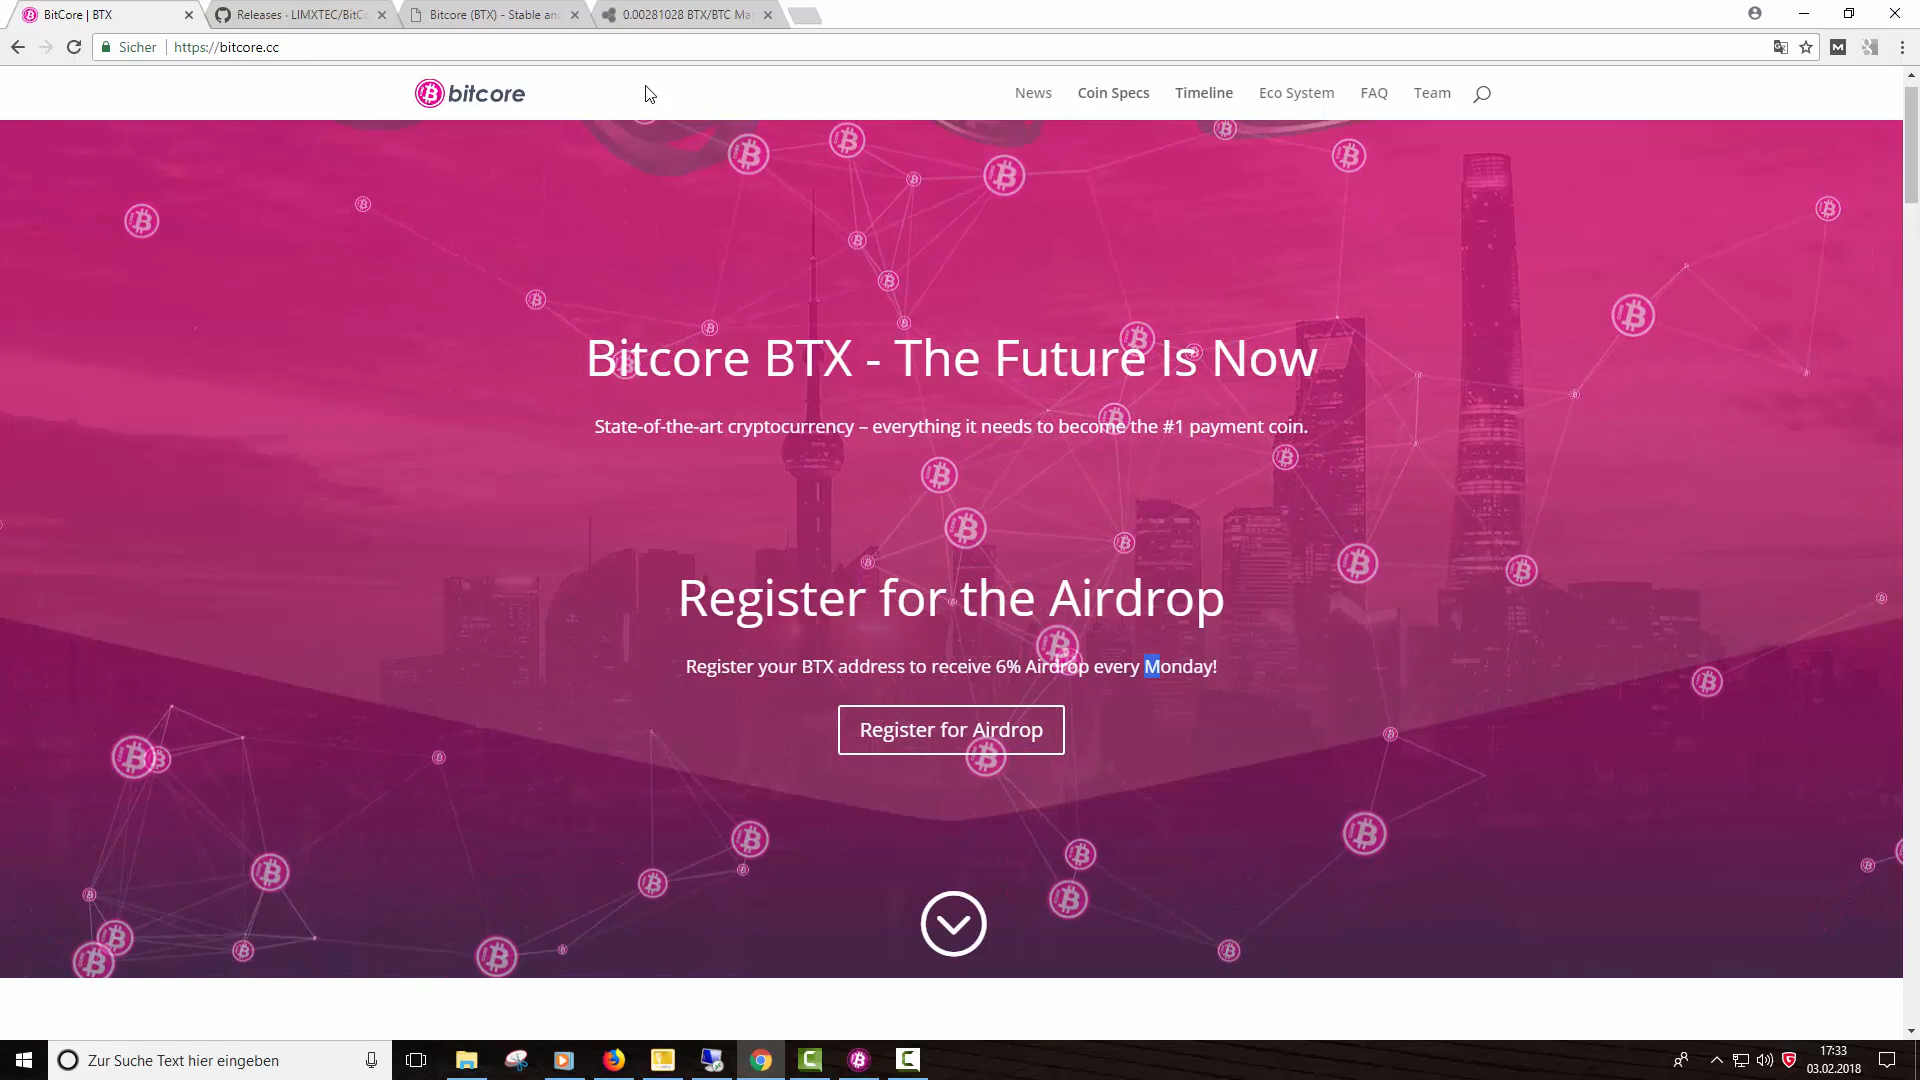 BitCore | BTX
Releases · LIMXTEC/BitC
Bitcore (BTX) - Stable an
0.00281028 BTX/BTC Ma
Sicher
https://bitcore.cc
bitcore
News
Coin Specs
Timeline
Eco System
FAQ
Team
Bitcore BTX - The Future Is Now
State-of-the-art cryptocurrency – everything it needs to become the #1 payment coin.
Register for the Airdrop
Register your BTX address to receive 6% Airdrop every Monday!
Register for Airdrop
Zur Suche Text hier eingeben
17:33
03.02.2018